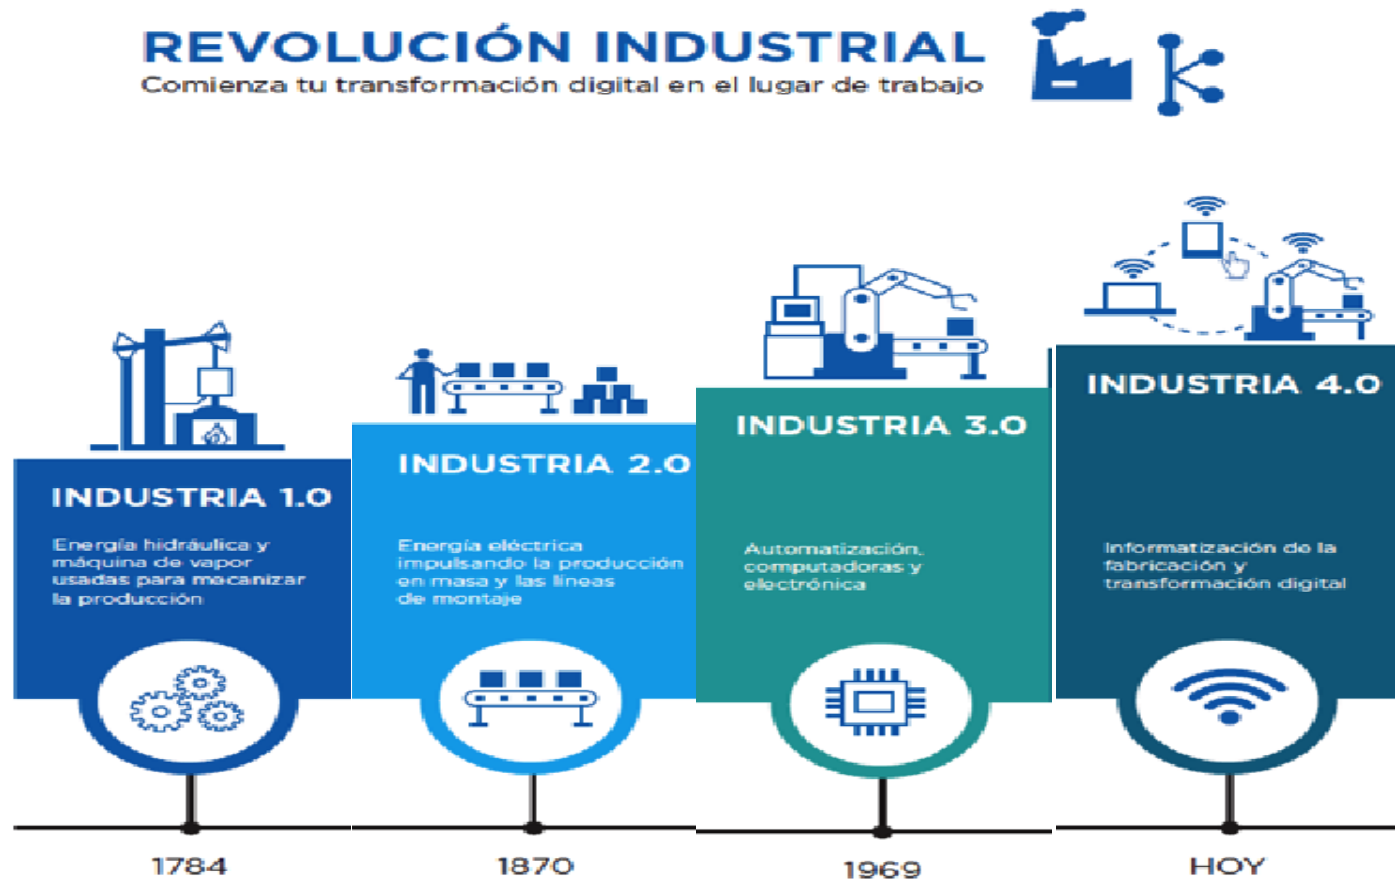 REVOLUCIÓN INDUSTRIAL
Comienza tu transformación digital en el lugar de trabajo
INDUSTRIA 1.0
Energía hidráulica y
máquina de vapor
usadas para mecanizar
la producción
1784
INDUSTRIA 2.0
Energía eléctrica
impulsando la producción
en masa y las líneas
de montaje
1870
INDUSTRIA 3.0
Automatización,
computadoras y
electrónica
1969
INDUSTRIA 4.0
Informatización de la
fabricación y
transformación digital
HOY